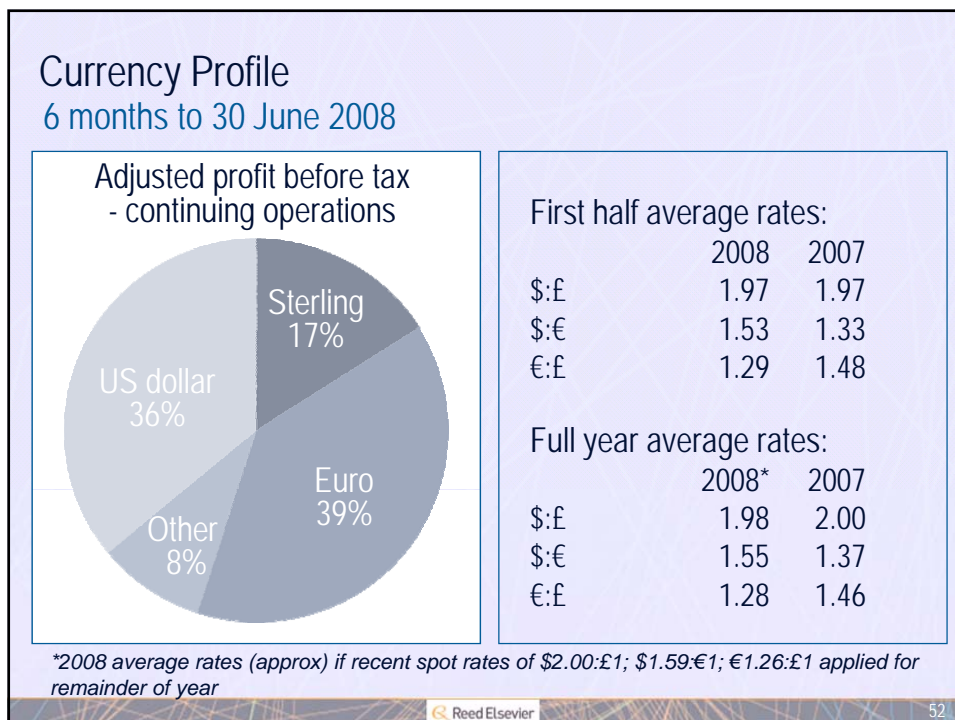 Currency Profile
6 months to 30 June 2008
Adjusted profit before tax
- continuing operations
Sterling
17%
US dollar
36%
Euro
39%
Other
8%
First half average rates:
2008 2007
$:£ 1.97 1.97
$:€ 1.53 1.33
€:£ 1.29 1.48
Full year average rates:
2008* 2007
$:£ 1.98 2.00
$:€ 1.55 1.37
€:£ 1.28 1.46
*2008 average rates (approx) if recent spot rates of $2.00:£1; $1.59:€1; €1.26:£1 applied for
remainder of year
Reed Elsevier
52